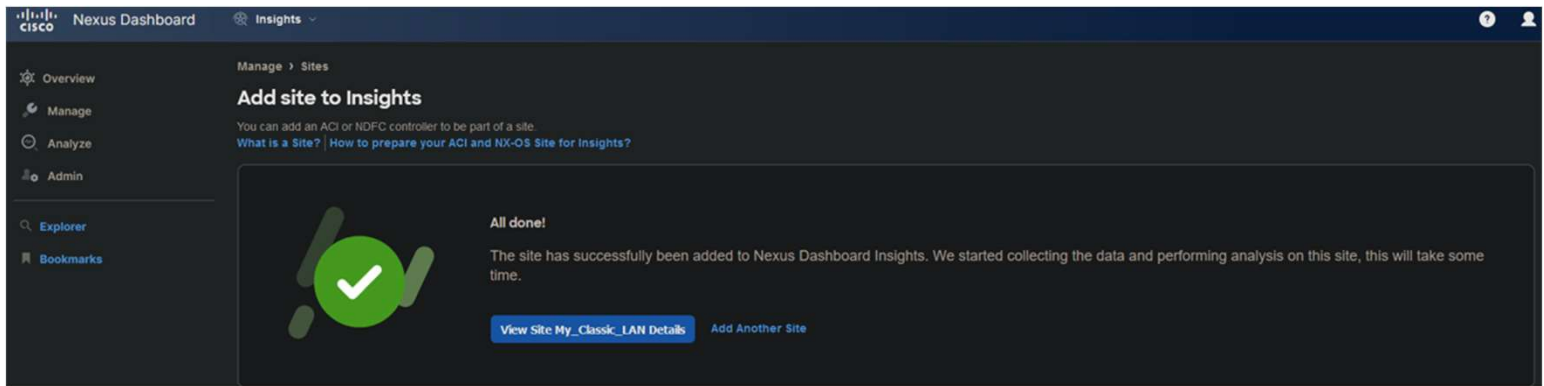 cisco Nexus Dashboard Insights ?
Overview
Manage
Analyze
Admin
Explorer
Bookmarks
Manage > Sites
Add site to Insights
You can add an ACI or NDFC controller to be part of a site.
What is a Site? | How to prepare your ACI and NX-OS Site for Insights?
All done!
The site has successfully been added to Nexus Dashboard Insights. We started collecting the data and performing analysis on this site, this will take some
time.
View Site My_Classic_LAN Details Add Another Site